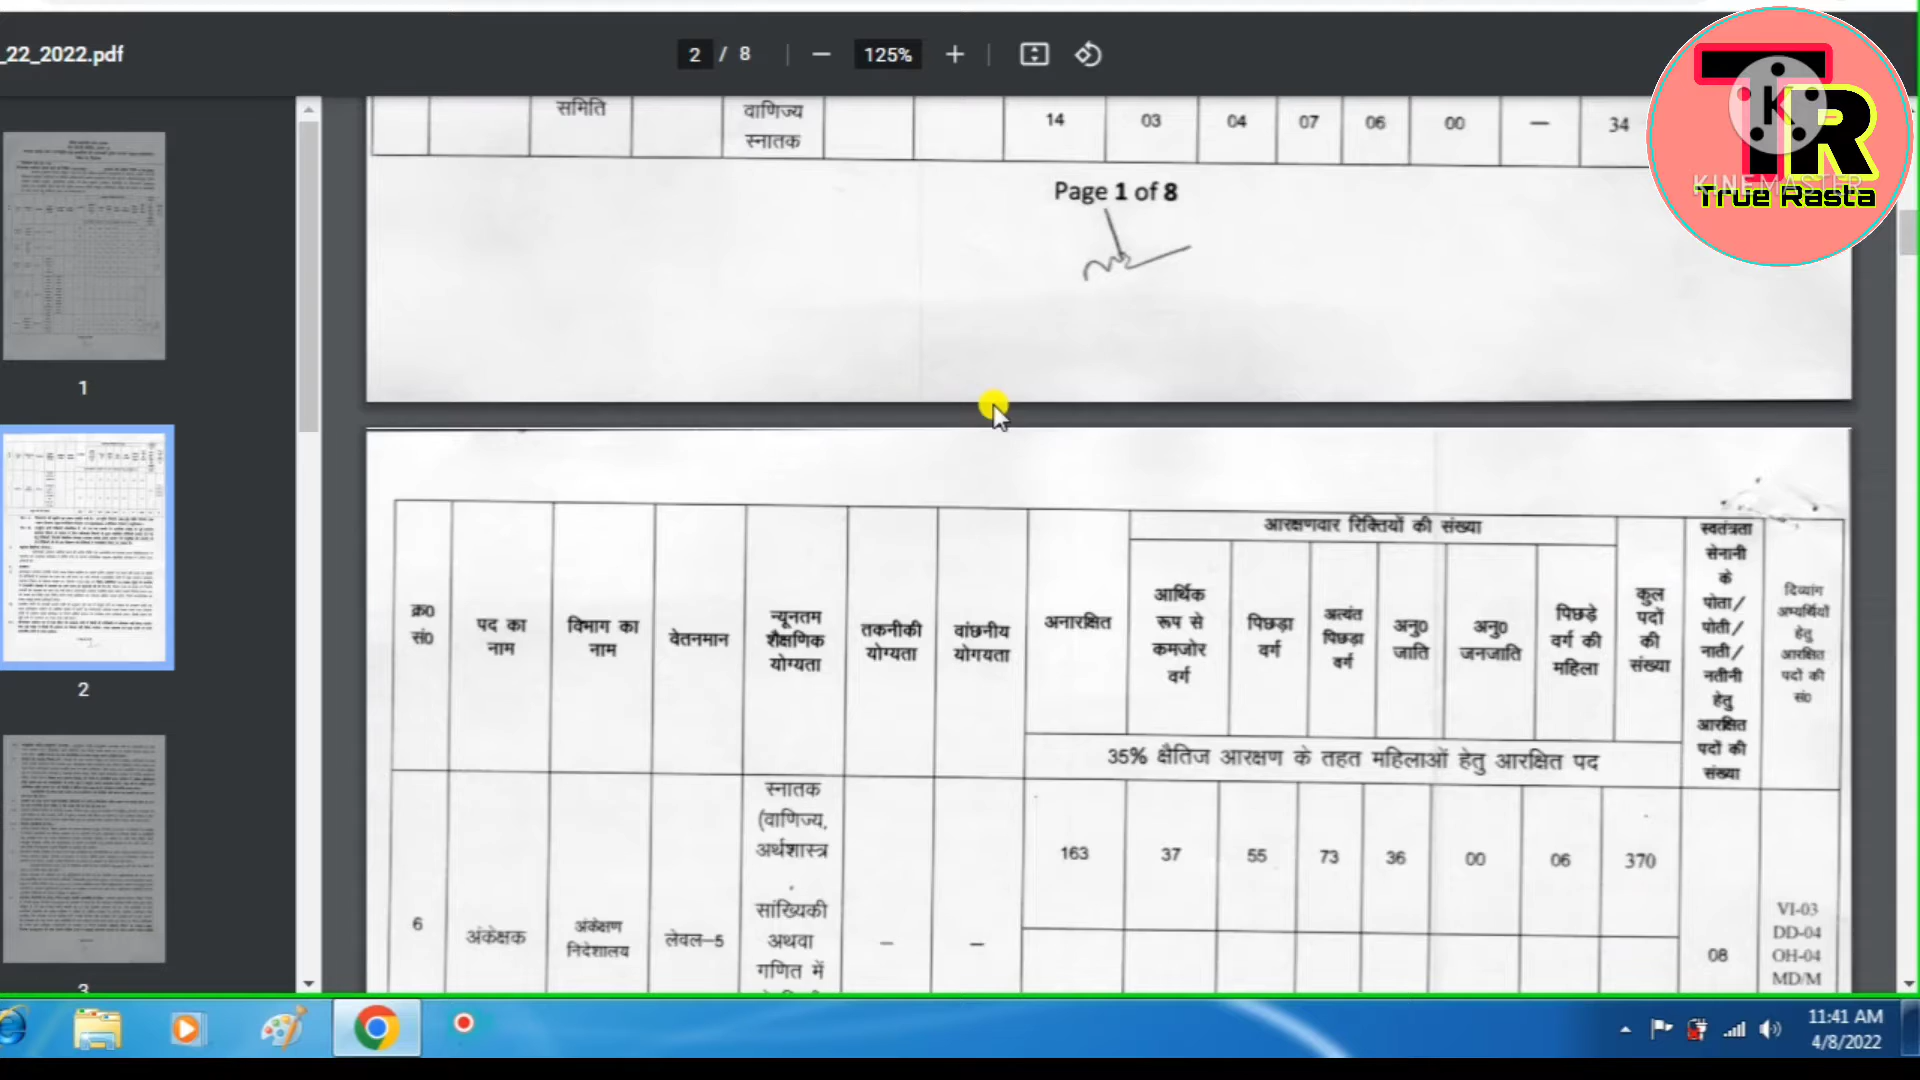 _22_2022.pdf
2 / 8
125%
समिति
वाणिज्य
स्नातक
14 03 04 07 06 00 — 34
Page 1 of 8
K
TR
KINEMASTER
True Rasta
1
2
3
आरक्षणवार रिक्तियों की संख्या
क्र0
सं0
पद का
नाम
विभाग का
नाम
वेतनमान
न्यूनतम
शैक्षणिक
योग्यता
तकनीकी
योग्यता
वांछनीय
योगयता
अनारक्षित
आर्थिक
रूप से
कमजोर
वर्ग
पिछड़ा
वर्ग
अत्यंत
पिछड़ा
वर्ग
अनु0
जाति
अनु0
जनजाति
पिछड़े
वर्ग की
महिला
कुल
पदों
की
संख्या
स्वतंत्रता
सेनानी
के
पोता/
पोती/
नाती/
नतीनी
हेतु
आरक्षित
पदों की
संख्या
दिव्यांग
अभ्यर्थियों
हेतु
आरक्षित
पदों की
सं0
35% क्षैतिज आरक्षण के तहत महिलाओं हेतु आरक्षित पद
6
अंकेक्षक
अंकेक्षण
निदेशालय
लेवल–5
स्नातक
(वाणिज्य,
अर्थशास्त्र
,
सांख्यिकी
अथवा
गणित में
—
—
163 37 55 73 36 00 06 370
08
VI-03
DD-04
OH-04
MD/M
11:41 AM
4/8/2022